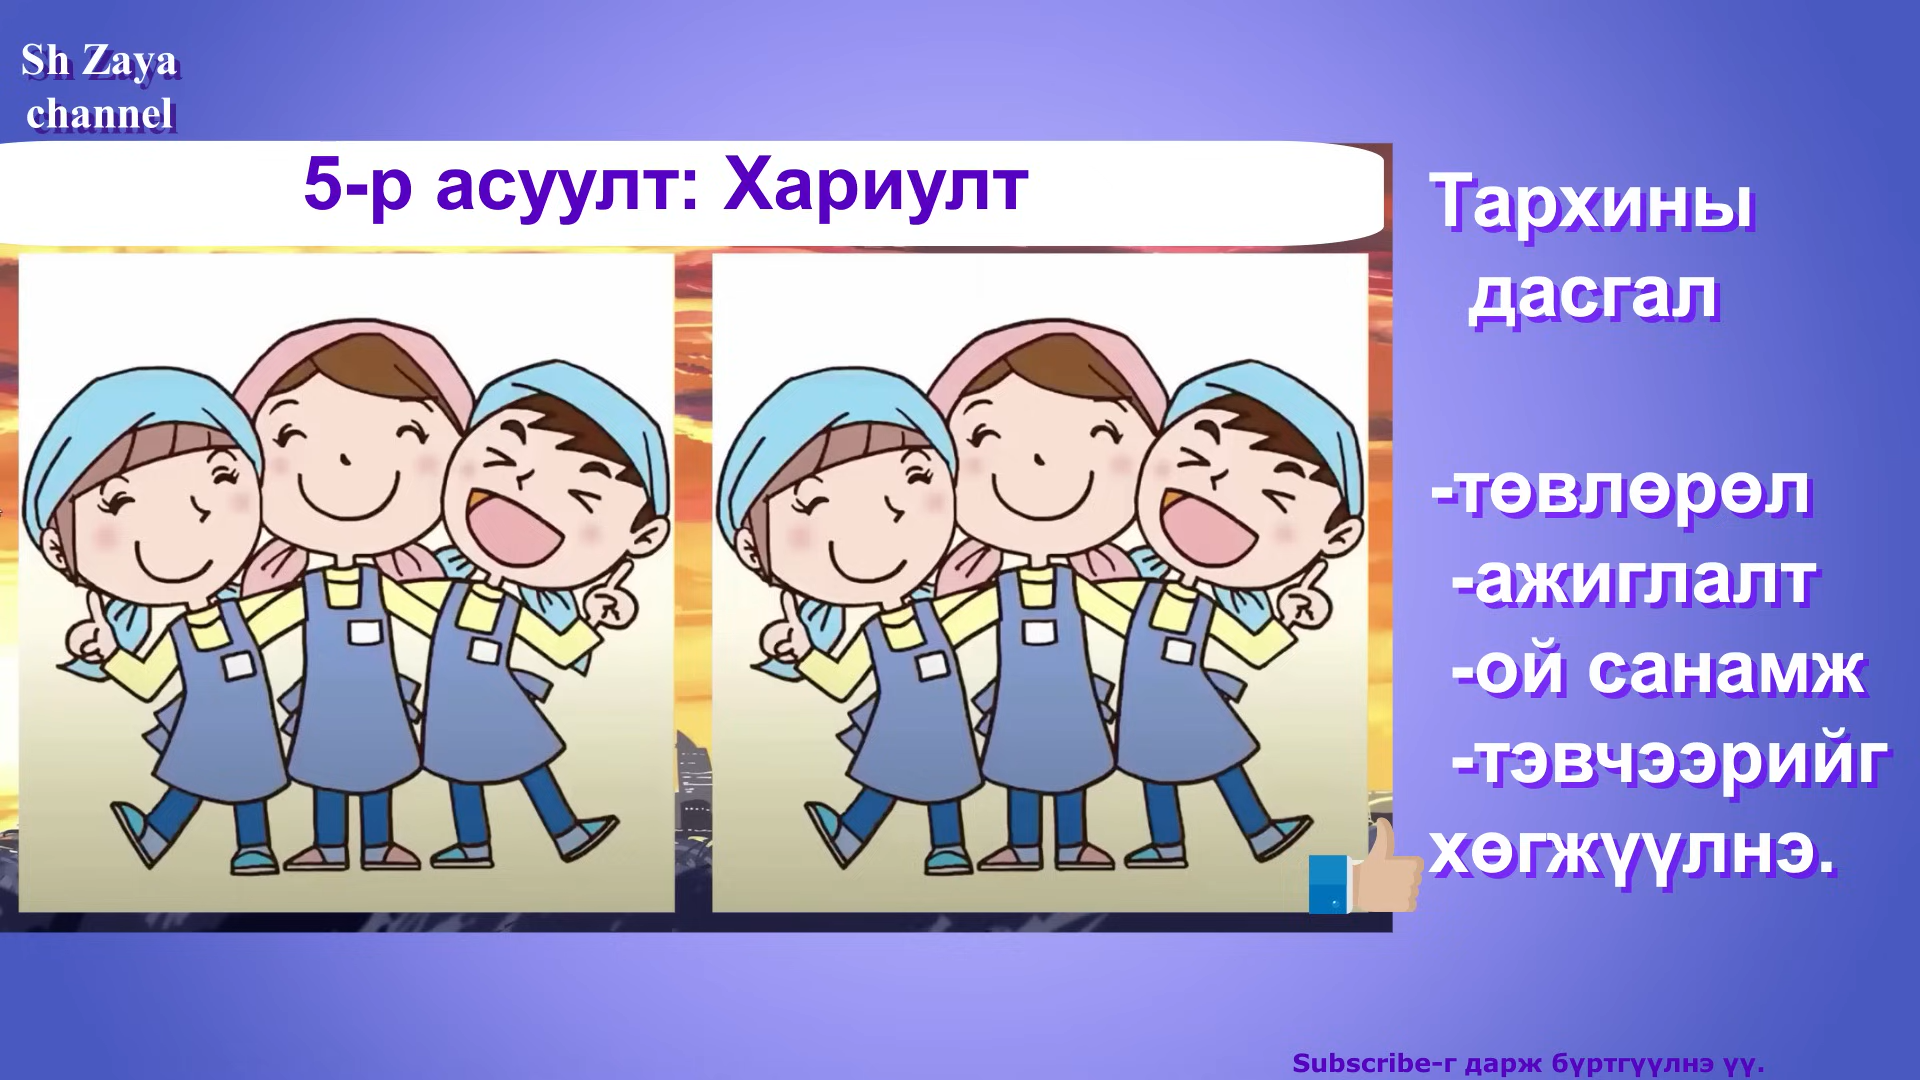 Sh Zaya
channel
5-р асуулт: Хариулт
Тархины
дасгал
-төвлөрөл
-ажиглалт
-ой санамж
-тэвчээрийг
хөгжүүлнэ.
Subscribe-г дарж бүртгүүлнэ үү.